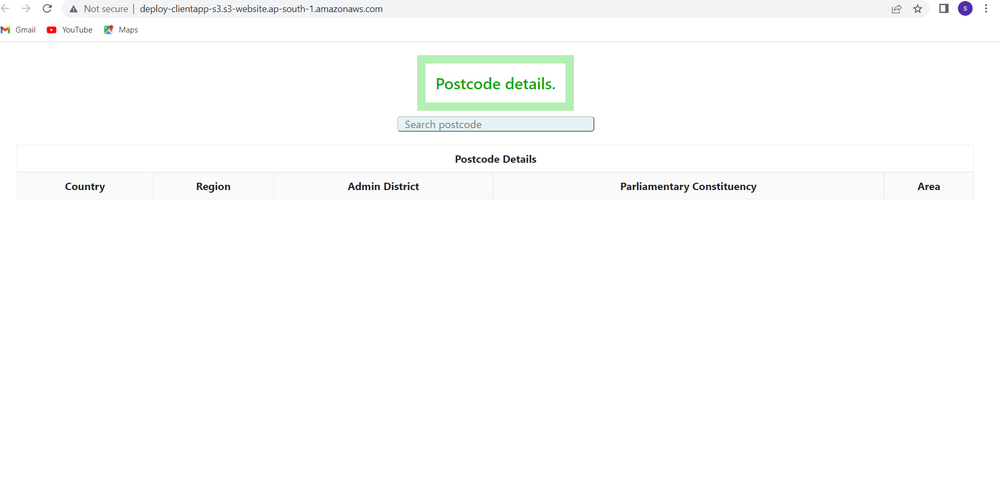 Not secure | deploy-clientapp-s3.s3-website.ap-south-1.amazonaws.com
S
Gmail YouTube Maps
Postcode details.
Search postcode
Postcode Details
Country Region Admin District Parliamentary Constituency Area